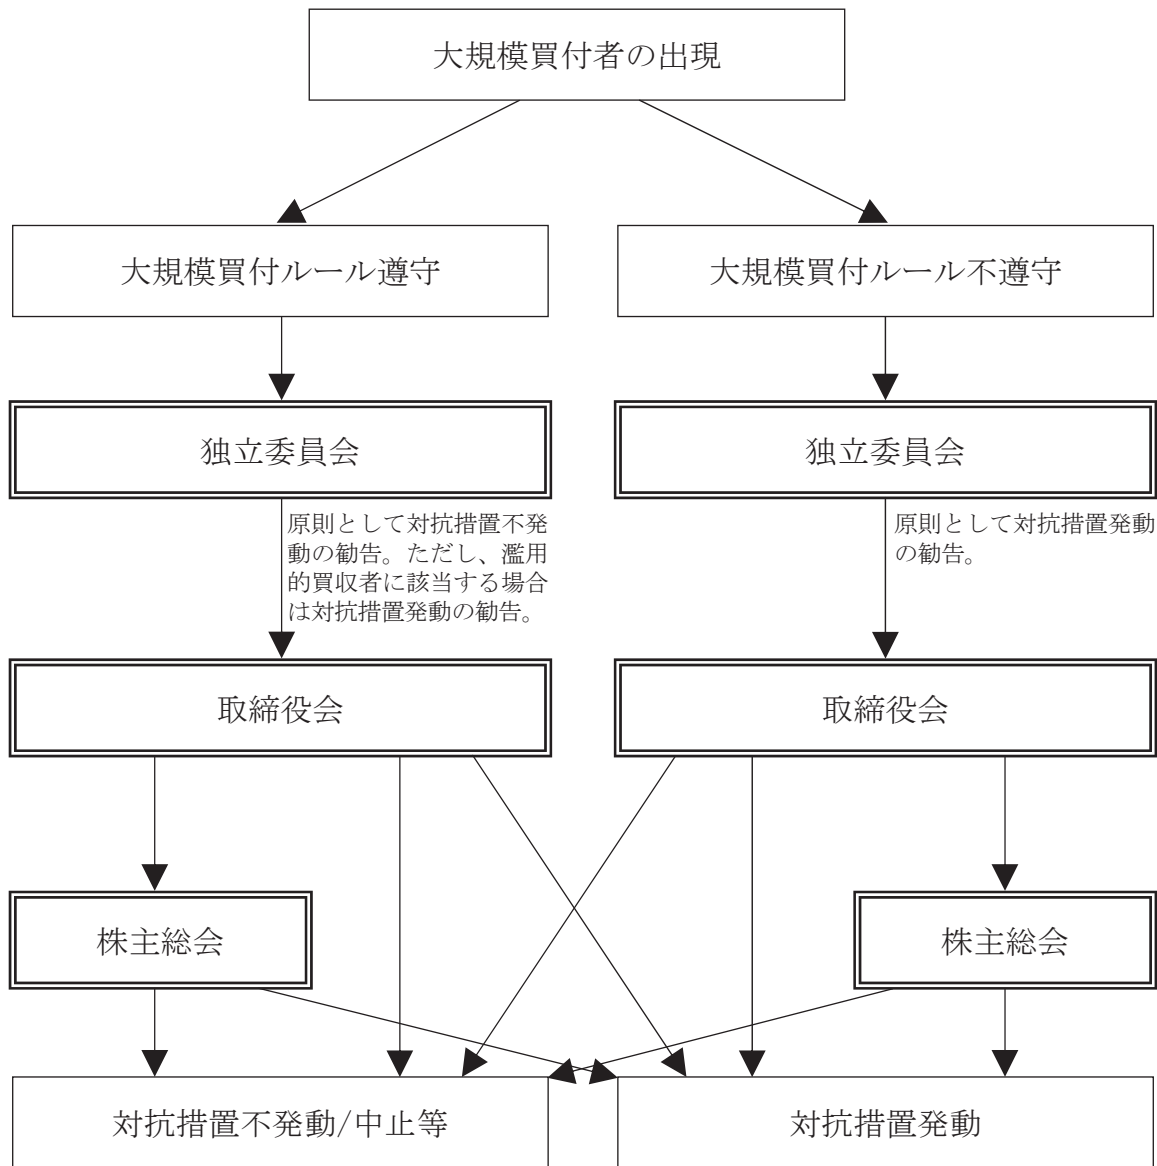 大規模買付者の出現
大規模買付ルール遵守
大規模買付ルール不遵守
独立委員会
独立委員会
原則として対抗措置不発
動の勧告。ただし、濫用
的買収者に該当する場合
は対抗措置発動の勧告。
原則として対抗措置発動
の勧告。
取締役会
取締役会
株主総会
株主総会
対抗措置不発動/中止等
対抗措置発動